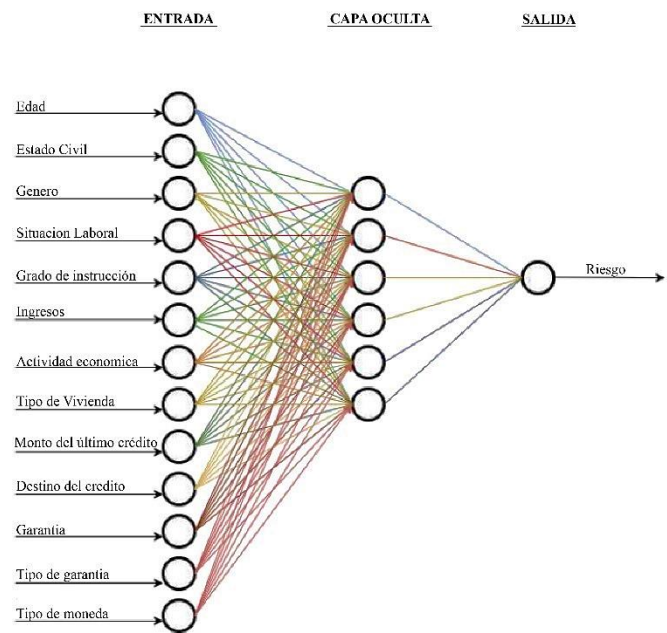 ENTRADA CAPA OCULTA SALIDA
Edad
Estado Civil
Genero
Situacion Laboral
Grado de instrucción
Riesgo
Ingresos
Actividad economica
Tipo de Vivienda
Monto del último crédito
Destino del credito
Garantia
Tipo de garantia
Tipo de moneda